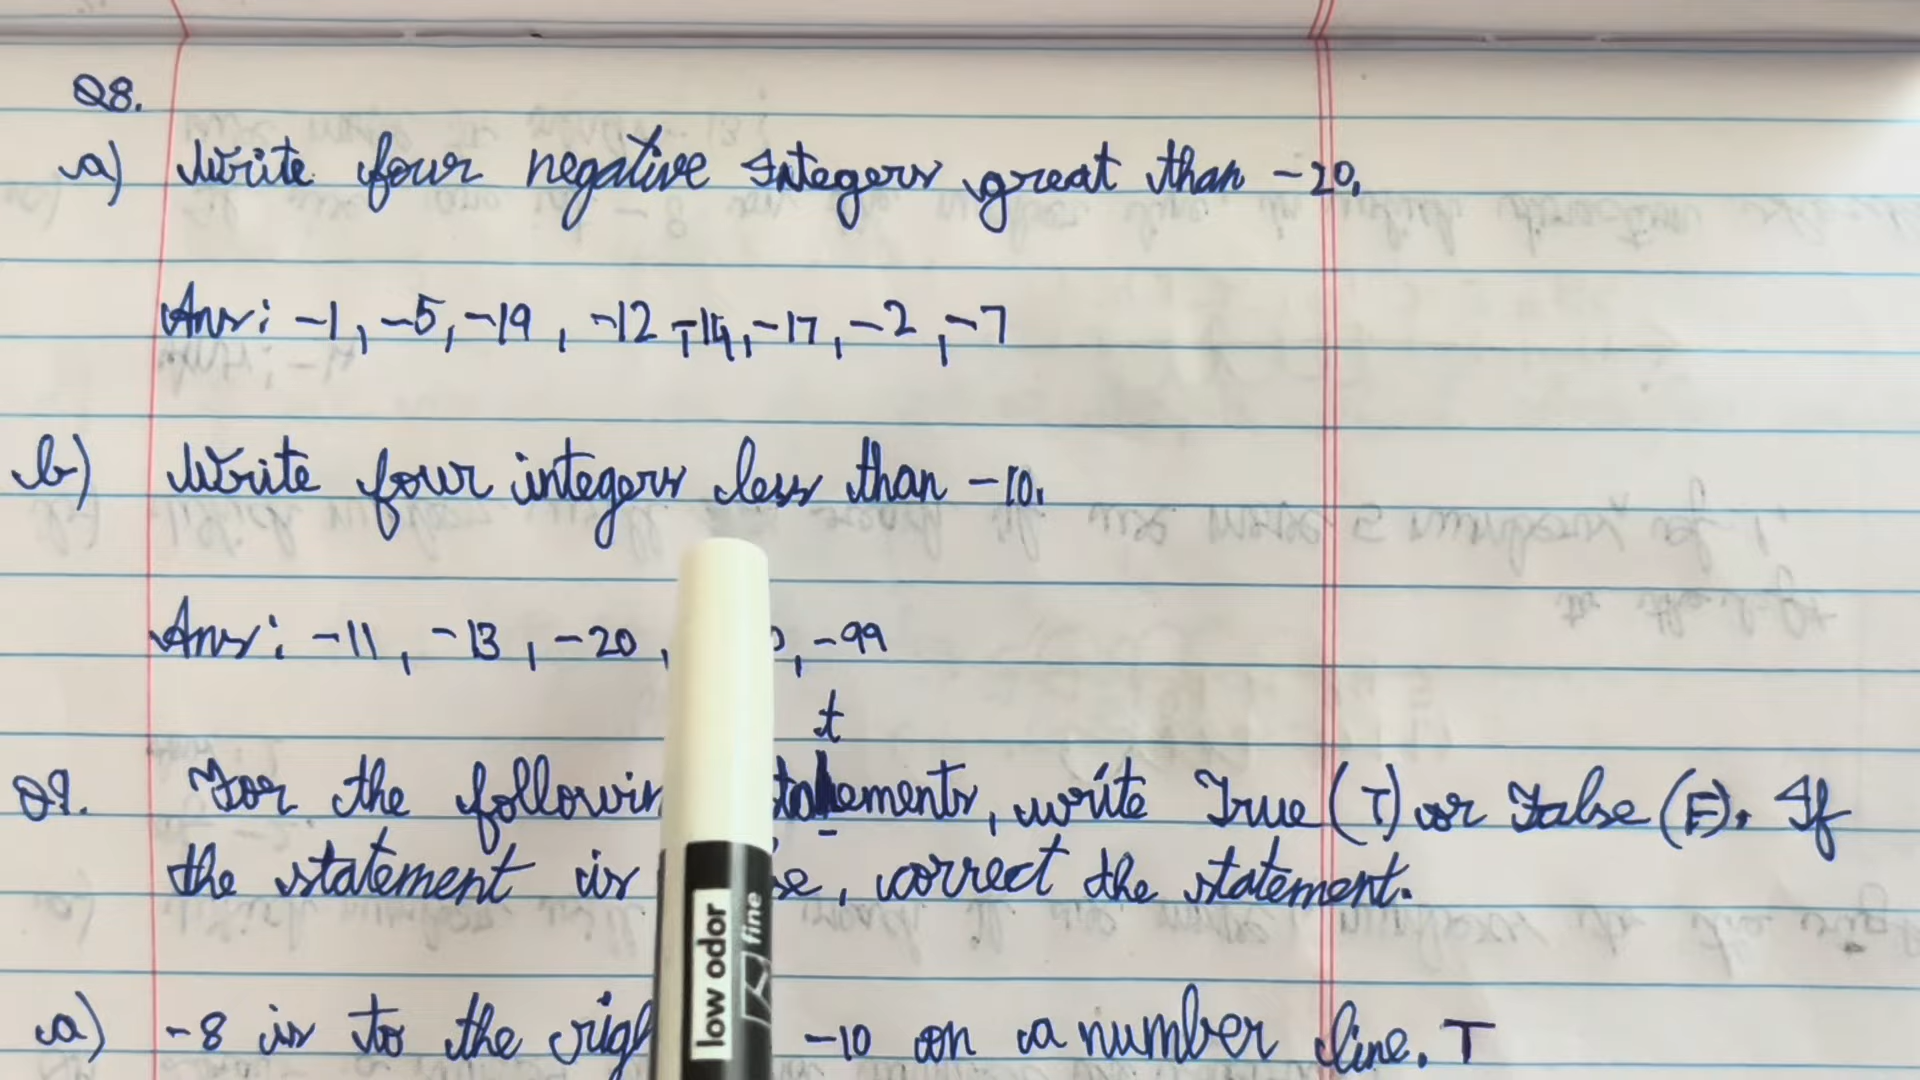 Q8.
a) Write four negative Integers great than -20.
Ans: -1, -5, -19, -12, -14, -17, -2, -7
b) Write four integers less than -10.
Ans: -11, -13, -20, , -99
t
Q9. For the statements, write True (T) or False (F). If
the statement is , correct the statement.
a) -8 is to the -10 on a number line. T
low odor
fine